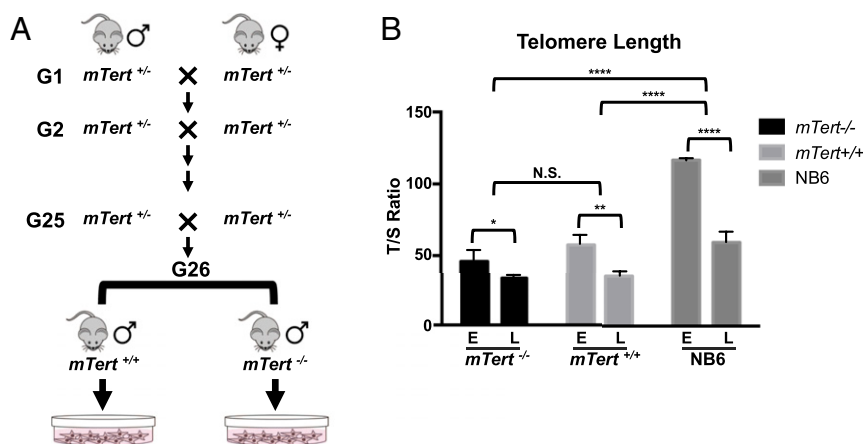 A
G1 mTert +/- ✕ mTert +/-
G2 mTert +/- ✕ mTert +/-
G25 mTert +/- ✕ mTert +/-
G26
mTert +/+ mTert -/-
B
Telomere Length
****
****
****
N.S.
**
*
150
100
50
0
T/S Ratio
E L E L E L
mTert -/- mTert +/+ NB6
mTert-/-
mTert+/+
NB6